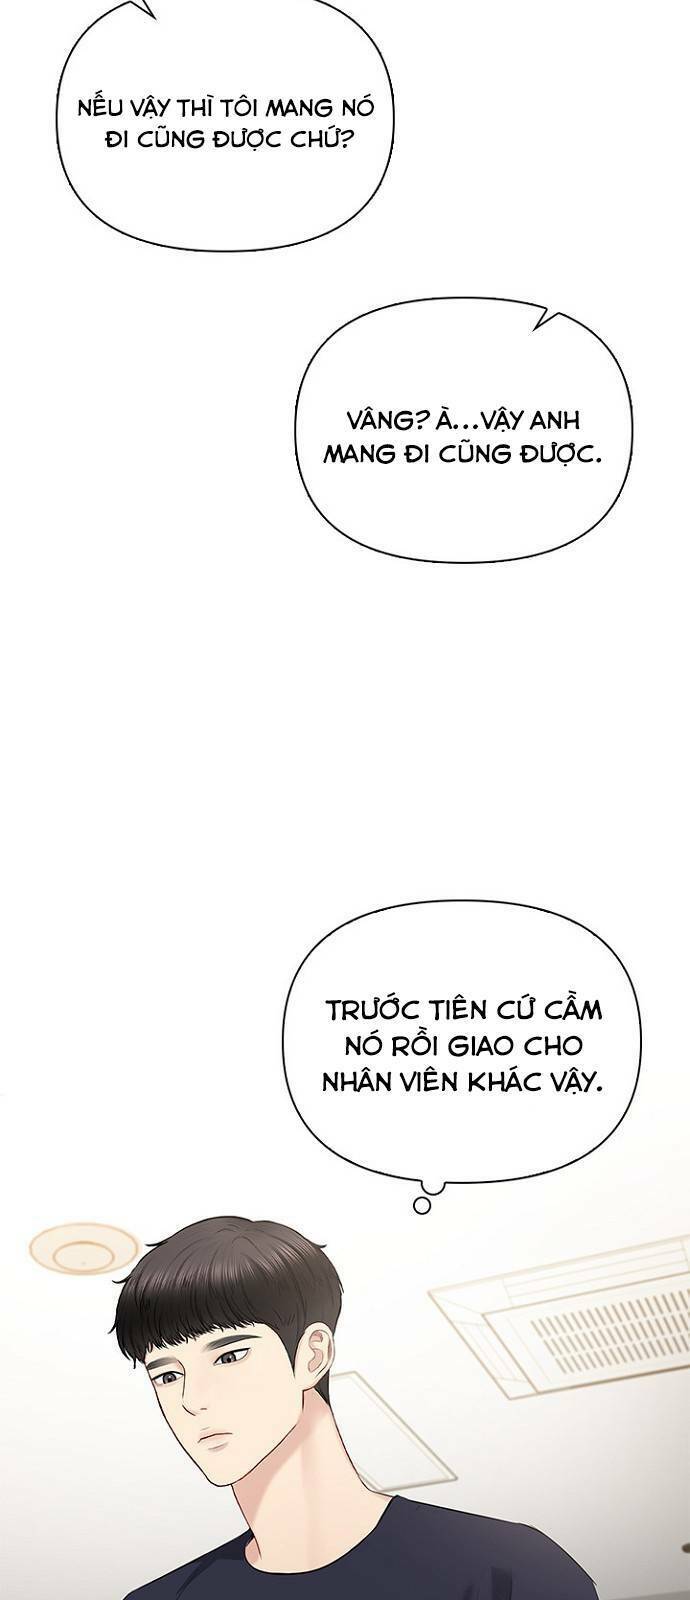 NẾU VẬY THÌ TÔI MANG NÓ
ĐI CŨNG ĐƯỢC CHỨ?
VÂNG? À...VẬY ANH
MANG ĐI CŨNG ĐƯỢC.
TRƯỚC TIÊN CỨ CẦM
NÓ RỒI GIAO CHO
NHÂN VIÊN KHÁC VẬY.